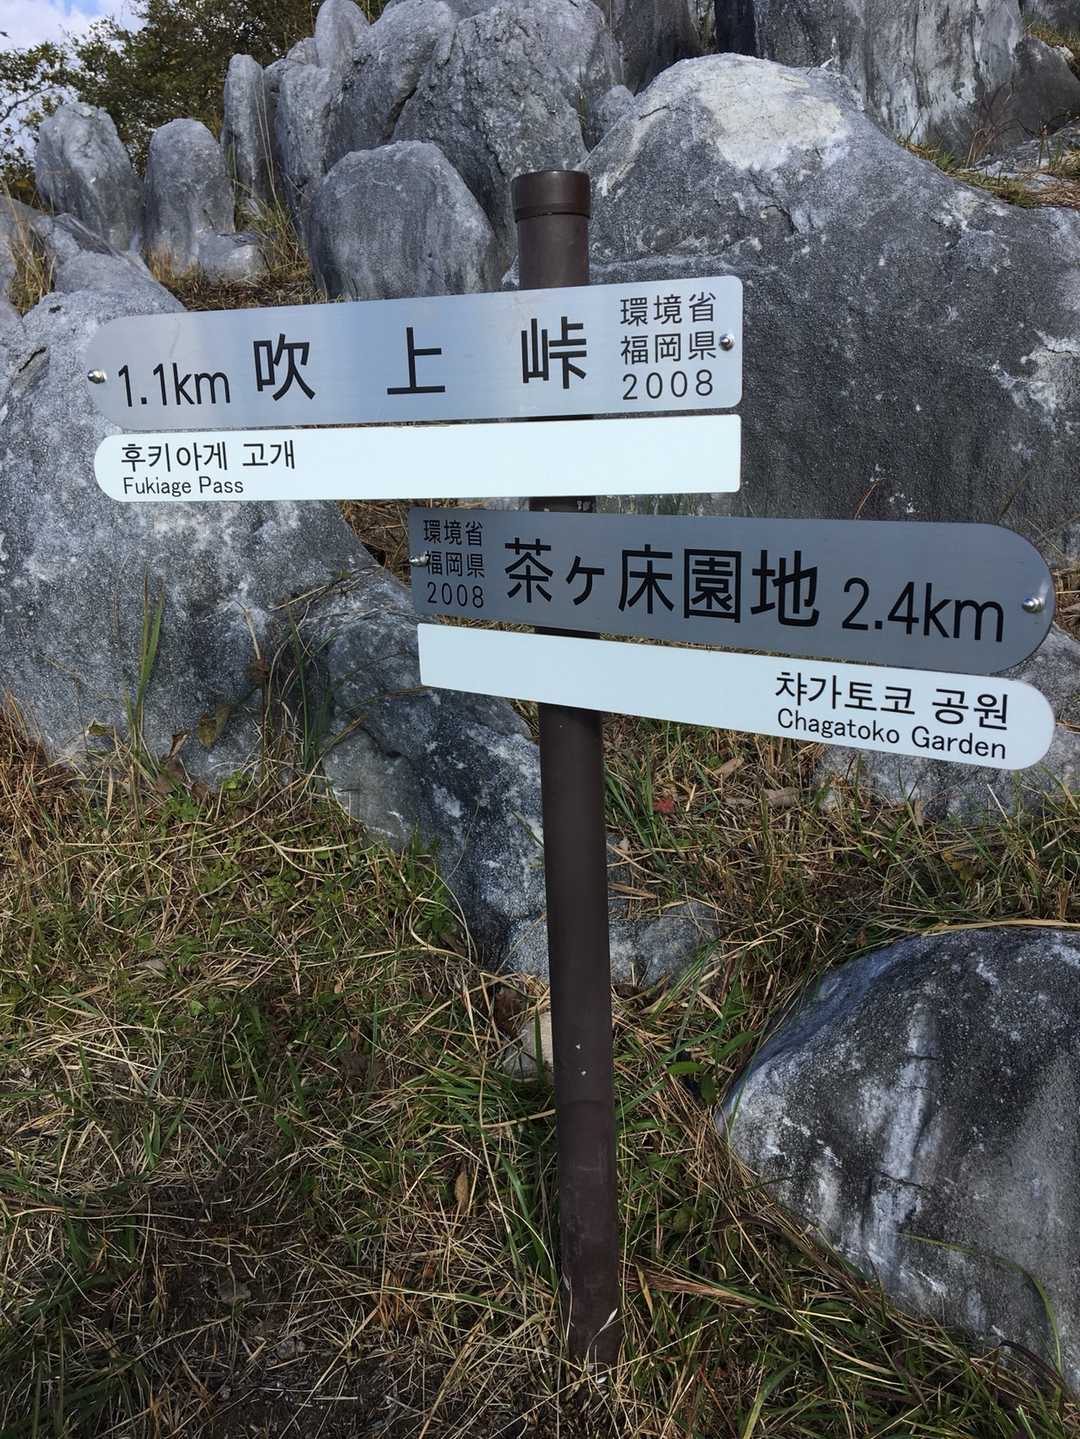 1.1km 吹上峠
環境省
福岡県
2008
후키아게 고개
Fukiage Pass
環境省
福岡県
2008
茶ヶ床園地 2.4km
챠가토코 공원
Chagatoko Garden